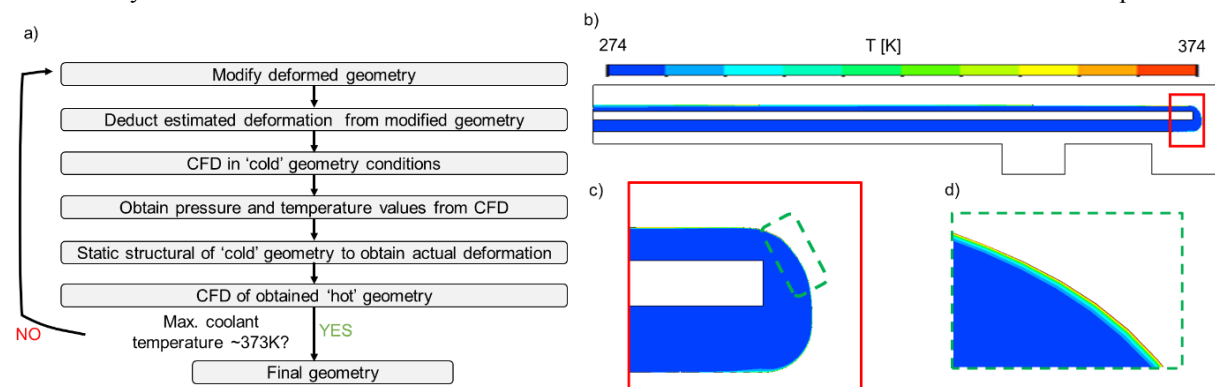 a)
Modify deformed geometry
Deduct estimated deformation from modified geometry
CFD in ‘cold’ geometry conditions
Obtain pressure and temperature values from CFD
Static structural of ‘cold’ geometry to obtain actual deformation
CFD of obtained ‘hot’ geometry
NO
Max. coolant
temperature ~373K?
YES
Final geometry
b)
274
T [K]
374
c)
d)